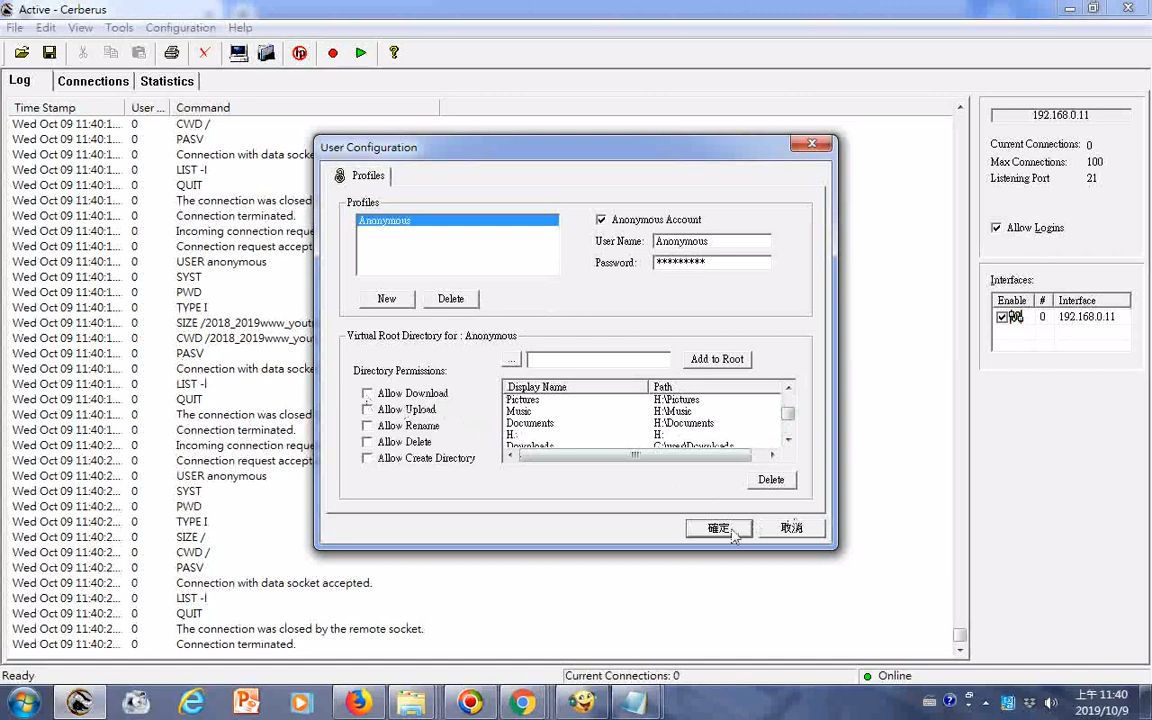 Active - Cerberus
File Edit View Tools Configuration Help
Log Connections Statistics
Time Stamp User ... Command
Wed Oct 09 11:40:1... 0 CWD /
Wed Oct 09 11:40:1... 0 PASV
Wed Oct 09 11:40:1... 0 Connection with data socke
Wed Oct 09 11:40:1... 0 LIST -l
Wed Oct 09 11:40:1... 0 QUIT
Wed Oct 09 11:40:1... 0 The connection was closed
Wed Oct 09 11:40:1... 0 Connection terminated.
Wed Oct 09 11:40:1... 0 Incoming connection reque
Wed Oct 09 11:40:1... 0 Connection request accept
Wed Oct 09 11:40:1... 0 USER anonymous
Wed Oct 09 11:40:1... 0 SYST
Wed Oct 09 11:40:1... 0 PWD
Wed Oct 09 11:40:1... 0 TYPE I
Wed Oct 09 11:40:1... 0 SIZE /2018_2019www_yout
Wed Oct 09 11:40:1... 0 CWD /2018_2019www_yout
Wed Oct 09 11:40:1... 0 PASV
Wed Oct 09 11:40:1... 0 Connection with data socke
Wed Oct 09 11:40:1... 0 LIST -l
Wed Oct 09 11:40:1... 0 QUIT
Wed Oct 09 11:40:1... 0 The connection was closed
Wed Oct 09 11:40:1... 0 Connection terminated.
Wed Oct 09 11:40:2... 0 Incoming connection reque
Wed Oct 09 11:40:2... 0 Connection request accept
Wed Oct 09 11:40:2... 0 USER anonymous
Wed Oct 09 11:40:2... 0 SYST
Wed Oct 09 11:40:2... 0 PWD
Wed Oct 09 11:40:2... 0 TYPE I
Wed Oct 09 11:40:2... 0 SIZE /
Wed Oct 09 11:40:2... 0 CWD /
Wed Oct 09 11:40:2... 0 PASV
Wed Oct 09 11:40:2... 0 Connection with data socket accepted.
Wed Oct 09 11:40:2... 0 LIST -l
Wed Oct 09 11:40:2... 0 QUIT
Wed Oct 09 11:40:2... 0 The connection was closed by the remote socket.
Wed Oct 09 11:40:2... 0 Connection terminated.
User Configuration
Profiles
Profiles
Anonymous
Anonymous Account
User Name: Anonymous
Password: *********
New Delete
Virtual Root Directory for : Anonymous
... Add to Root
Directory Permissions:
Allow Download
Allow Upload
Allow Rename
Allow Delete
Allow Create Directory
Display Name Path
Pictures H:\Pictures
Music H:\Music
Documents H:\Documents
H: H:
Downloads C:\user\Downloads
Delete
確定 取消
192.168.0.11
Current Connections: 0
Max Connections: 100
Listening Port 21
Allow Logins
Interfaces:
Enable # Interface
0 192.168.0.11
Ready Current Connections: 0 Online
上午 11:40
2019/10/9